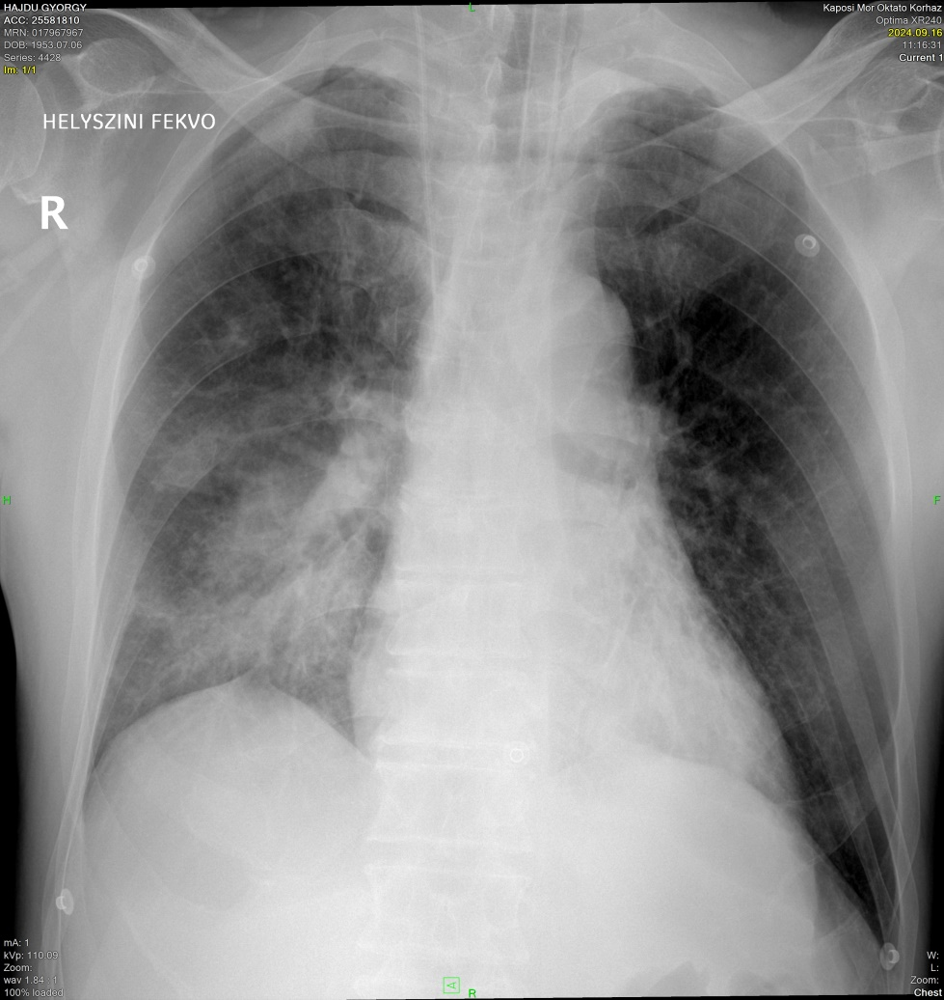 HAJDU GYORGY
ACC: 25581810
MRN: 017967967
DOB: 1953.07.06
Series: 4428
Im: 1/1
L
Kaposi Mor Oktato Korhaz
Optima XR240
2024.09.16
11:16:31
Current 1
HELYSZINI FEKVO
R
H
F
mA: 1
kVp: 110.09
Zoom:
wav 1.84 1
100% loaded
A
R
W:
L:
Zoom:
Chest